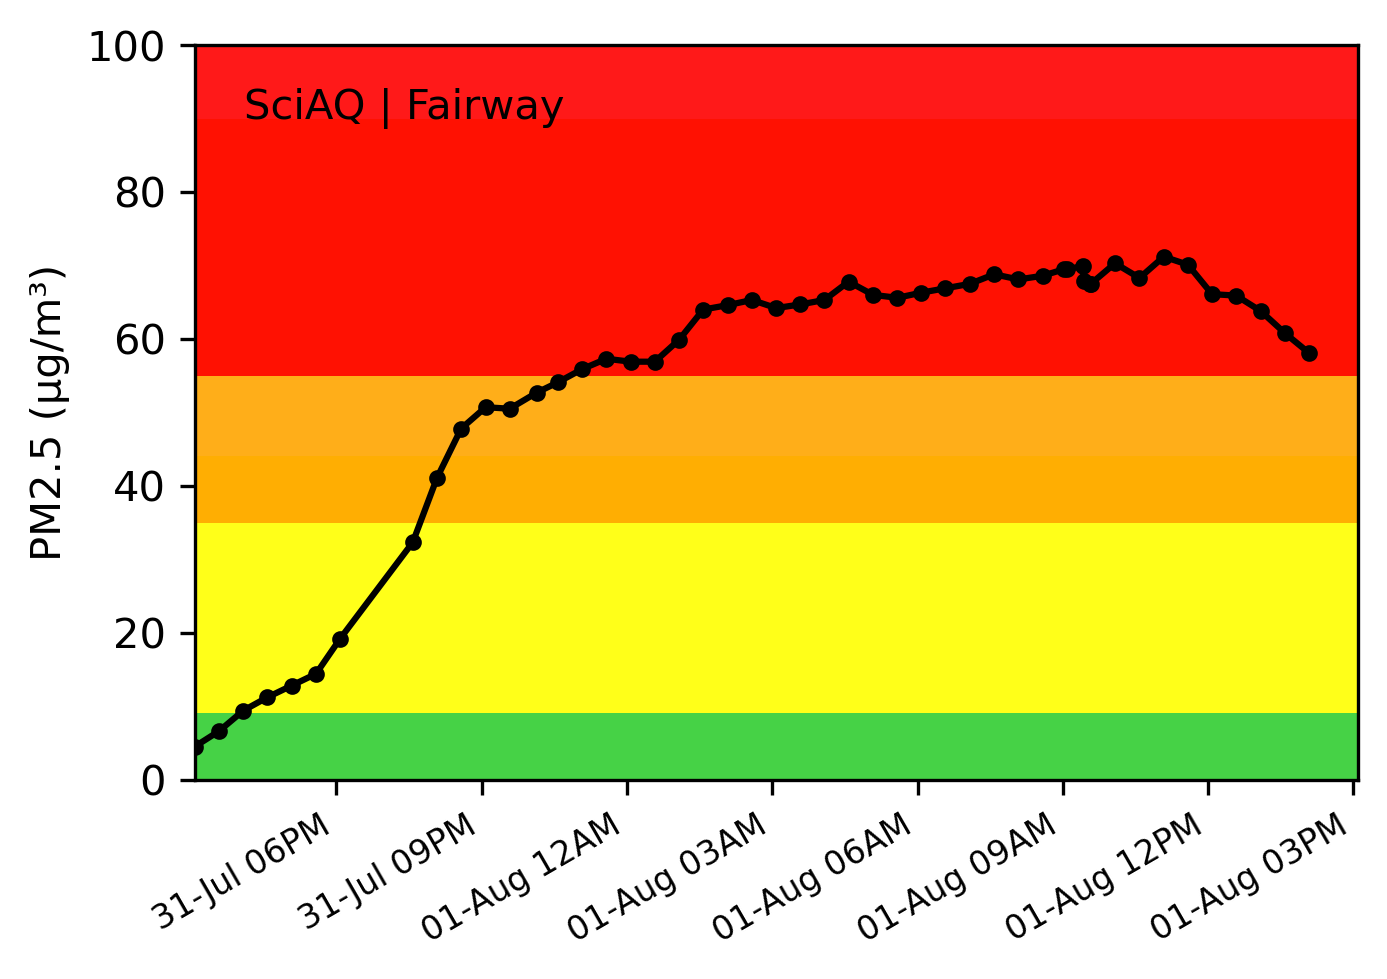 SciAQ | Fairway
PM2.5 (μg/m³)
100
80
60
40
20
0
31-Jul 06PM
31-Jul 09PM
01-Aug 12AM
01-Aug 03AM
01-Aug 06AM
01-Aug 09AM
01-Aug 12PM
01-Aug 03PM